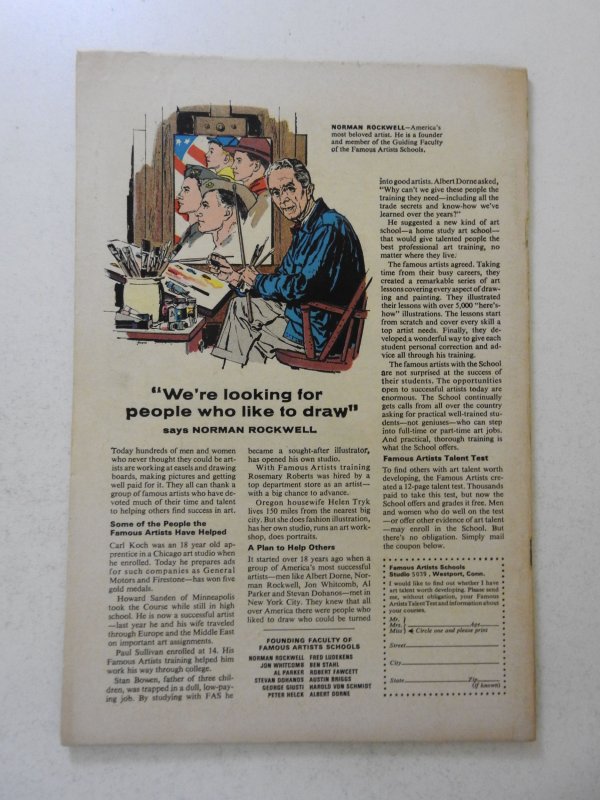 NORMAN ROCKWELL—America's
most beloved artist. He is a founder
and member of the Guiding Faculty
of the Famous Artists Schools.
"We're looking for
people who like to draw"
says NORMAN ROCKWELL
Today hundreds of men and women
who never thought they could be art-
ists are working at easels and drawing
boards, making pictures and getting
well paid for it. They all can thank a
group of famous artists who have de-
voted much of their time and talent
to helping others find success in art.
Some of the People the
Famous Artists Have Helped
Carl Koch was an 18 year old ap-
prentice in a Chicago art studio when
he enrolled. Today he prepares ads
for such companies as General
Motors and Firestone—has won five
gold medals.
Howard Sanden of Minneapolis
took the Course while still in high
school. He is now a successful artist
—last year he and his wife traveled
through Europe and the Middle East
on important art assignments.
Paul Sullivan enrolled at 14. His
Famous Artists training helped him
work his way through college.
Stan Bowen, father of three chil-
dren, was trapped in a dull, low-pay-
ing job. By studying with FAS he
became a sought-after illustrator,
has opened his own studio.
With Famous Artists training
Rosemary Roberts was hired by a
top department store as an artist—
with a big chance to advance.
Oregon housewife Helen Tryk
lives 150 miles from the nearest big
city. But she does fashion illustration,
has her own studio, runs an art work-
shop, does portraits.
A Plan to Help Others
It started over 18 years ago when a
group of America's most successful
artists—men like Albert Dorne, Nor-
man Rockwell, Jon Whitcomb, Al
Parker and Stevan Dohanos—met in
New York City. They knew that all
over America there were people who
liked to draw who could be turned
FOUNDING FACULTY OF
FAMOUS ARTISTS SCHOOLS
NORMAN ROCKWELL FRED LUDEKENS
JON WHITCOMB BEN STAHL
AL PARKER ROBERT FAWCETT
STEVAN DOHANOS AUSTIN BRIGGS
GEORGE GIUSTI HAROLD VON SCHMIDT
PETER HELCK ALBERT DORNE
into good artists. Albert Dorne asked,
"Why can't we give these people the
training they need—including all the
trade secrets and know-how we've
learned over the years?"
He suggested a new kind of art
school—a home study art school—
that would give talented people the
best professional art training, no
matter where they live.
The famous artists agreed. Taking
time from their busy careers, they
created a remarkable series of art
lessons covering every aspect of draw-
ing and painting. They illustrated
their lessons with over 5,000 "here's-
how" illustrations. The lessons start
from scratch and cover every skill a
top artist needs. Finally, they de-
veloped a wonderful way to give each
student personal correction and ad-
vice all through his training.
The famous artists with the School
are not surprised at the success of
their students. The opportunities
open to successful artists today are
enormous. The School continually
gets calls from all over the country
asking for practical well-trained stu-
dents—not geniuses—who can step
into full-time or part-time art jobs.
And practical, thorough training is
what the School offers.
Famous Artists Talent Test
To find others with art talent worth
developing, the Famous Artists cre-
ated a 12-page talent test. Thousands
paid to take this test, but now the
School offers and grades it free. Men
and women who do well on the test
—or offer other evidence of art talent
—may enroll in the School. But
there's no obligation. Simply mail
the coupon below.
Famous Artists Schools
Studio 5039, Westport, Conn.
I would like to find out whether I have
art talent worth developing. Please send
me, without obligation, your Famous
Artists Talent Test and information about
your course.
Mr.
Mrs. Age
Miss Circle one and please print
Street
City
State Zip
(if known)